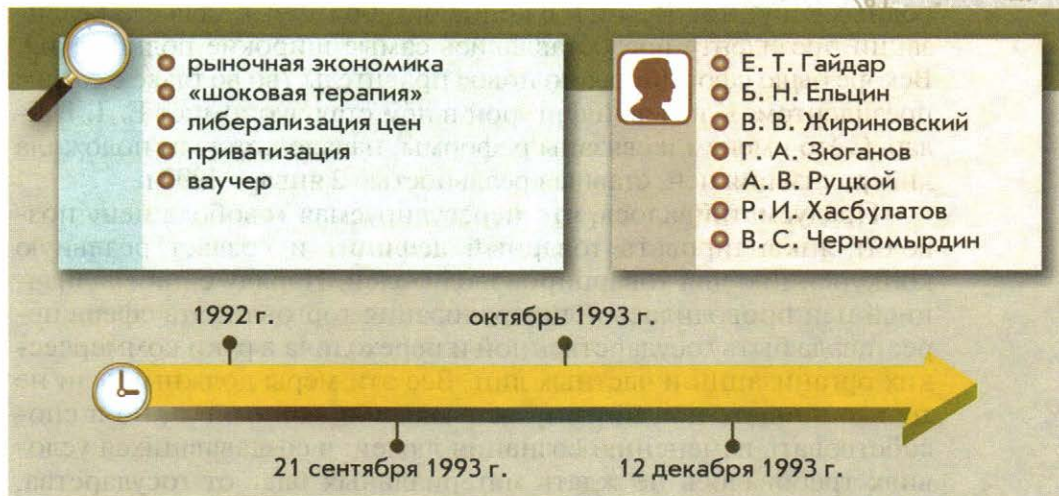 рыночная экономика
«шоковая терапия»
либерализация цен
приватизация
ваучер
Е. Т. Гайдар
Б. Н. Ельцин
В. В. Жириновский
Г. А. Зюганов
А. В. Руцкой
Р. И. Хасбулатов
В. С. Черномырдин
1992 г.
октябрь 1993 г.
21 сентября 1993 г.
12 декабря 1993 г.